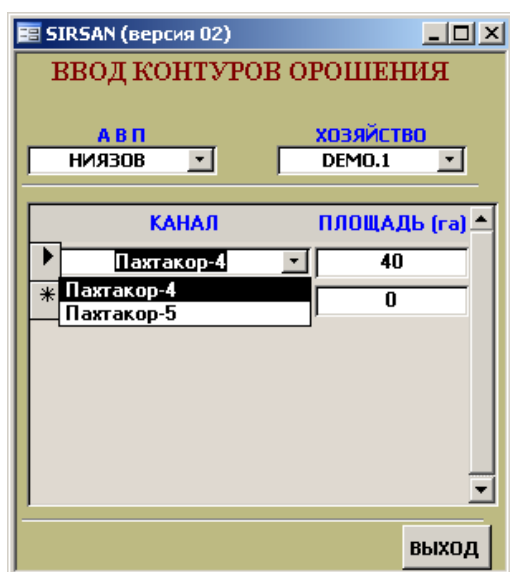 SIRSAN (версия 02)
ВВОД КОНТУРОВ ОРОШЕНИЯ
А В П ХОЗЯЙСТВО
НИЯЗОВ DEMO.1
КАНАЛ ПЛОЩАДЬ (га)
Пахтакор-4 40
Пахтакор-4 0
Пахтакор-5
ВЫХОД